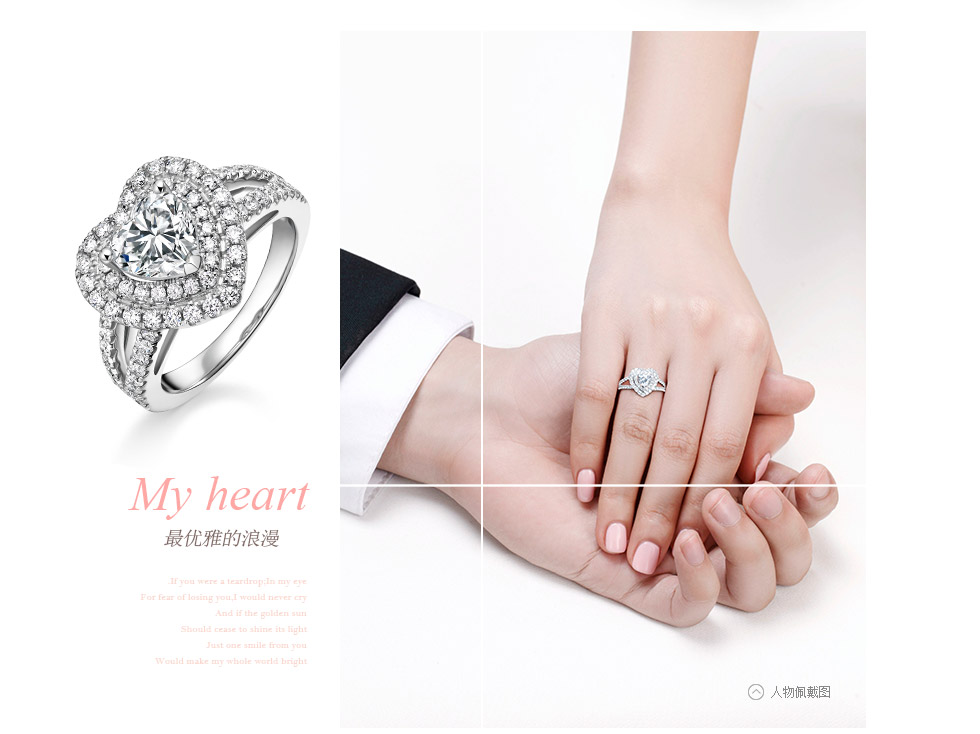 My heart
最优雅的浪漫
If you were a teardrop;In my eye
For fear of losing you,I would never cry
And if the golden sun
Should cease to shine its light
Just one smile from you
Would make my whole world bright
人物佩戴图